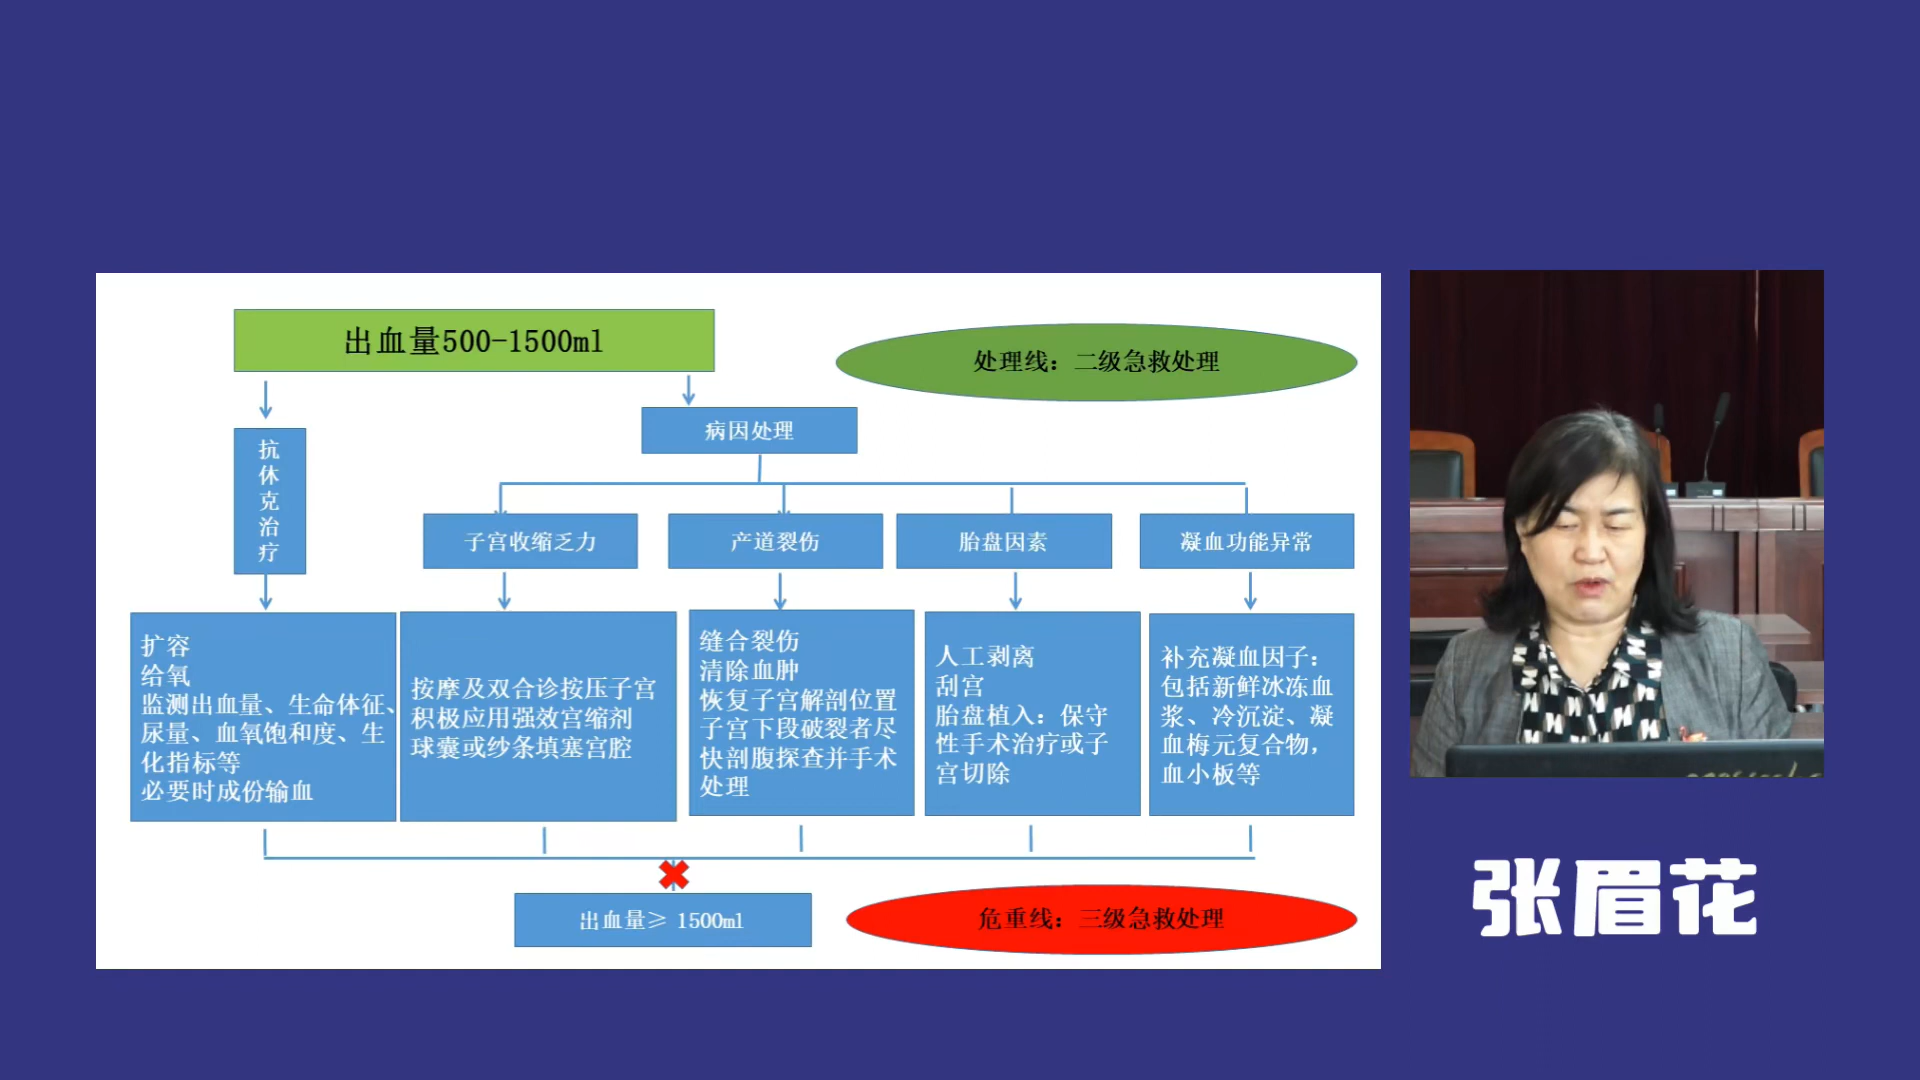 出血量500-1500ml
处理线：二级急救处理
病因处理
抗
休
克
治
疗
子宫收缩乏力
产道裂伤
胎盘因素
凝血功能异常
扩容
给氧
监测出血量、生命体征、
尿量、血氧饱和度、生
化指标等
必要时成份输血
按摩及双合诊按压子宫
积极应用强效宫缩剂
球囊或纱条填塞宫腔
缝合裂伤
清除血肿
恢复子宫解剖位置
子宫下段破裂者尽
快剖腹探查并手术
处理
人工剥离
刮宫
胎盘植入：保守
性手术治疗或子
宫切除
补充凝血因子：
包括新鲜冰冻血
浆、冷沉淀、凝
血梅元复合物，
血小板等
出血量≥ 1500ml
危重线：三级急救处理
张眉花